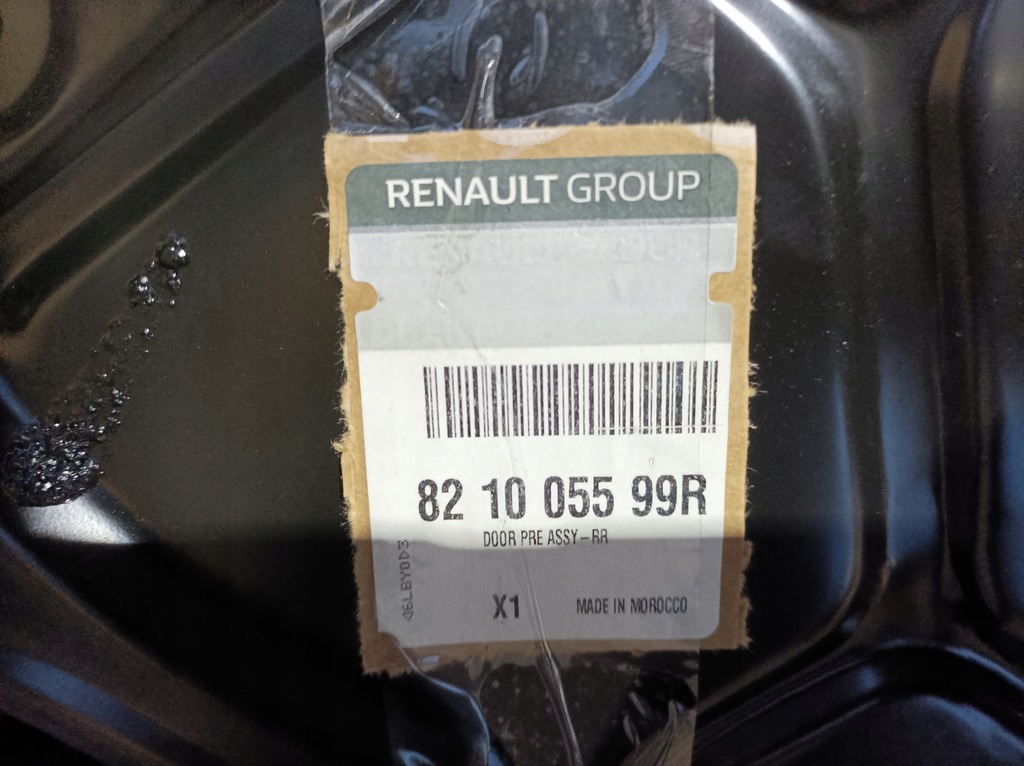 RENAULT GROUP
82 10 055 99R
DOOR PRE ASSY-RR
X1
MADE IN MOROCCO